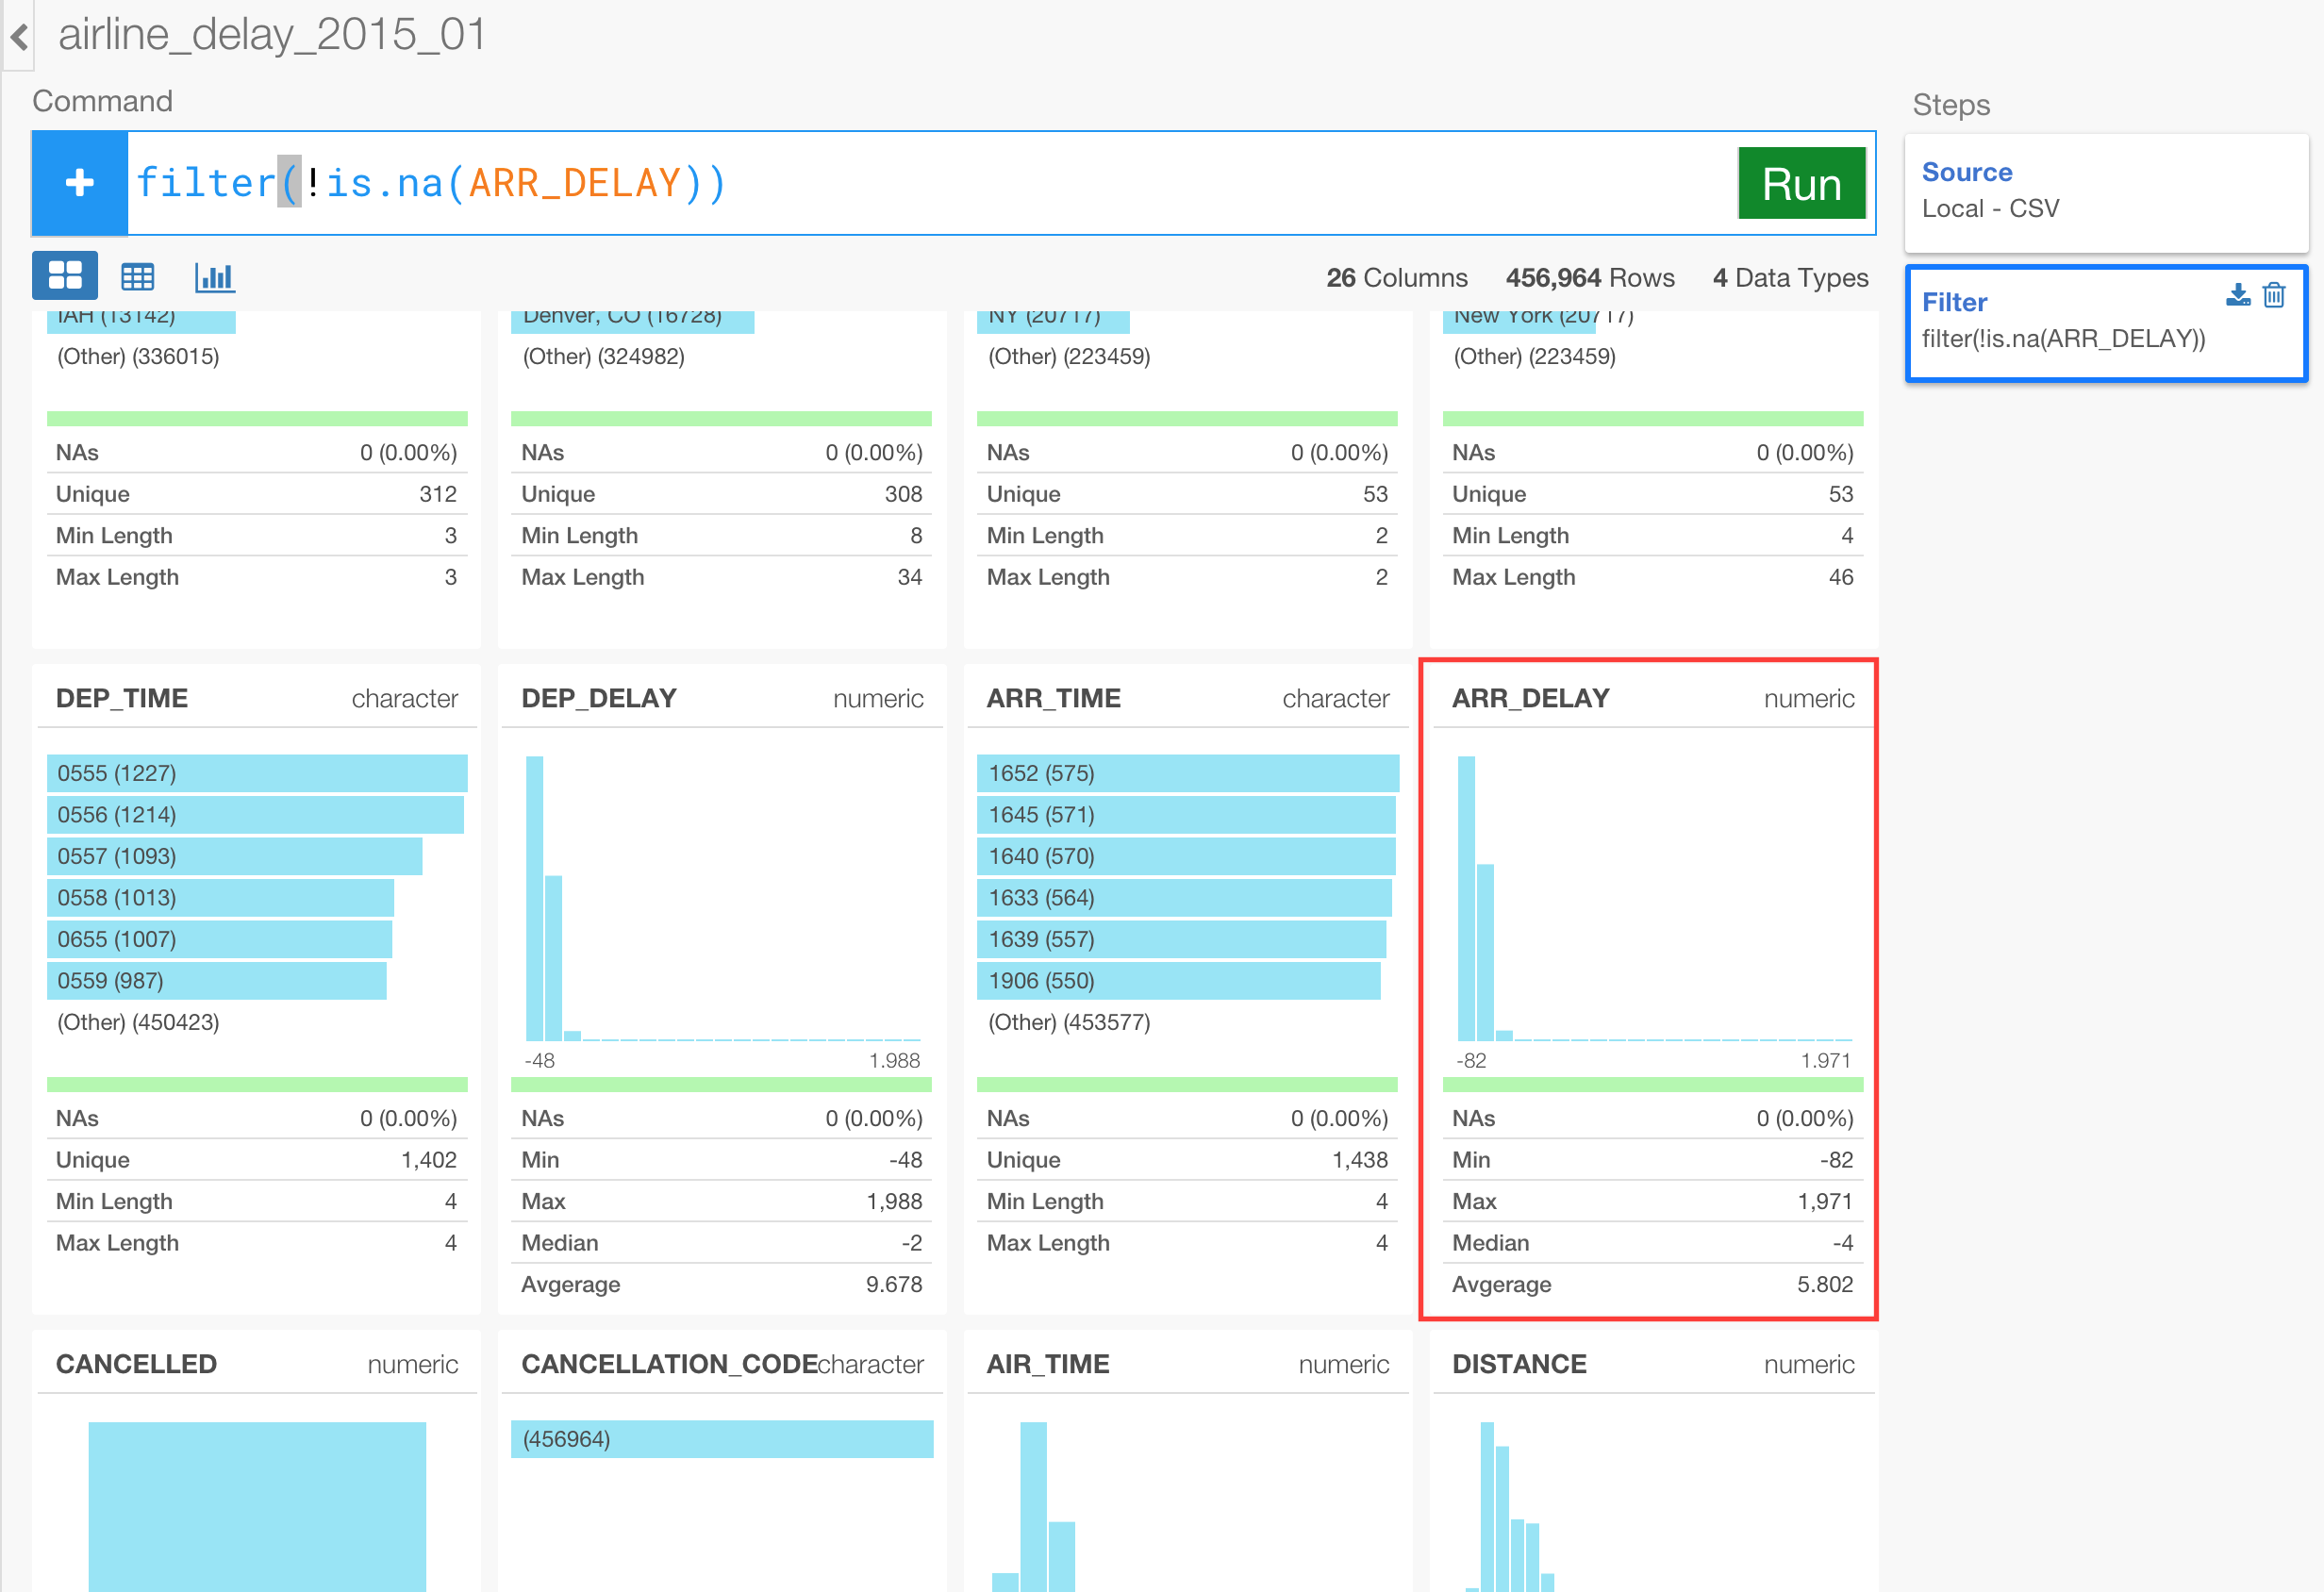 airline_delay_2015_01
Command
Steps
filter(!is.na(ARR_DELAY))
Run
Source
Local - CSV
26 Columns 456,964 Rows 4 Data Types
Filter
filter(!is.na(ARR_DELAY))
IAH (13142) Denver, CO (16728) NY (20717) New York (20717)
(Other) (336015) (Other) (324982) (Other) (223459) (Other) (223459)
NAs 0 (0.00%) NAs 0 (0.00%) NAs 0 (0.00%) NAs 0 (0.00%)
Unique 312 Unique 308 Unique 53 Unique 53
Min Length 3 Min Length 8 Min Length 2 Min Length 4
Max Length 3 Max Length 34 Max Length 2 Max Length 46
DEP_TIME character
0555 (1227)
0556 (1214)
0557 (1093)
0558 (1013)
0655 (1007)
0559 (987)
(Other) (450423)
NAs 0 (0.00%)
Unique 1,402
Min Length 4
Max Length 4
DEP_DELAY numeric
-48 1.988
NAs 0 (0.00%)
Min -48
Max 1,988
Median -2
Avgerage 9.678
ARR_TIME character
1652 (575)
1645 (571)
1640 (570)
1633 (564)
1639 (557)
1906 (550)
(Other) (453577)
NAs 0 (0.00%)
Unique 1,438
Min Length 4
Max Length 4
ARR_DELAY numeric
-82 1.971
NAs 0 (0.00%)
Min -82
Max 1,971
Median -4
Avgerage 5.802
CANCELLED numeric
CANCELLATION_CODE character
(456964)
AIR_TIME numeric
DISTANCE numeric